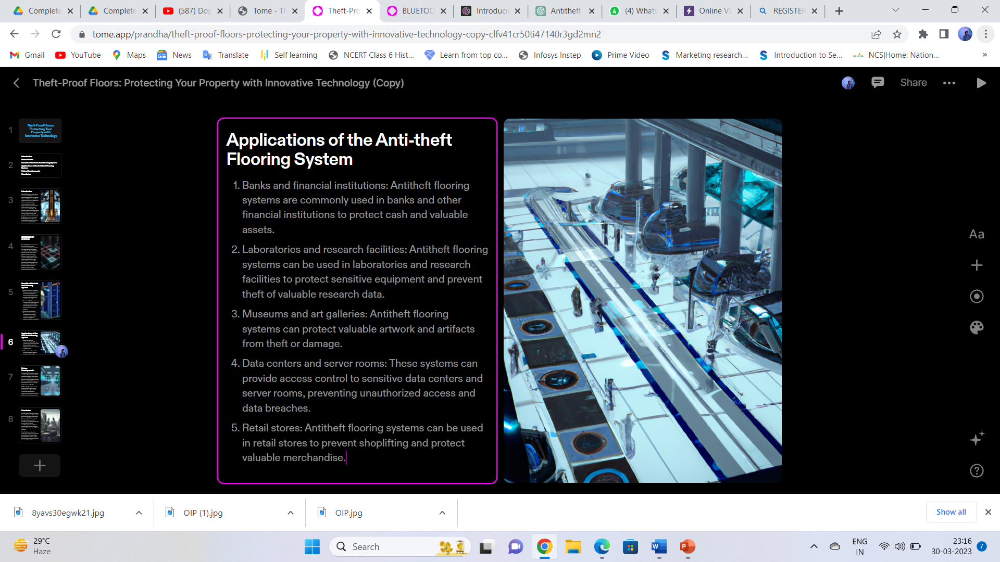 Complete
Complete
(587) Dop
Tome - Th
Theft-Pro
BLUETOO
Introducin
Antitheft
(4) Whats
Online VE
REGISTER
tome.app/prandha/theft-proof-floors-protecting-your-property-with-innovative-technology-copy-clfv41cr50ti47140r3gd2mn2
Gmail
YouTube
Maps
News
Translate
Self learning
NCERT Class 6 Hist...
Learn from top co...
Infosys Instep
Prime Video
Marketing research...
Introduction to Se...
NCS|Home: Nation...
»
Theft-Proof Floors: Protecting Your Property with Innovative Technology (Copy)
Share
1
Theft-Proof Floors:
Protecting Your
Property with
Innovative Technology
2
3
4
5
6
7
8
Applications of the Anti-theft
Flooring System
1. Banks and financial institutions: Antitheft flooring
systems are commonly used in banks and other
financial institutions to protect cash and valuable
assets.
2. Laboratories and research facilities: Antitheft flooring
systems can be used in laboratories and research
facilities to protect sensitive equipment and prevent
theft of valuable research data.
3. Museums and art galleries: Antitheft flooring
systems can protect valuable artwork and artifacts
from theft or damage.
4. Data centers and server rooms: These systems can
provide access control to sensitive data centers and
server rooms, preventing unauthorized access and
data breaches.
5. Retail stores: Antitheft flooring systems can be used
in retail stores to prevent shoplifting and protect
valuable merchandise.
Aa
8yavs30egwk21.jpg
OIP (1).jpg
OIP.jpg
Show all
29°C
Haze
Search
ENG
IN
23:16
30-03-2023
7